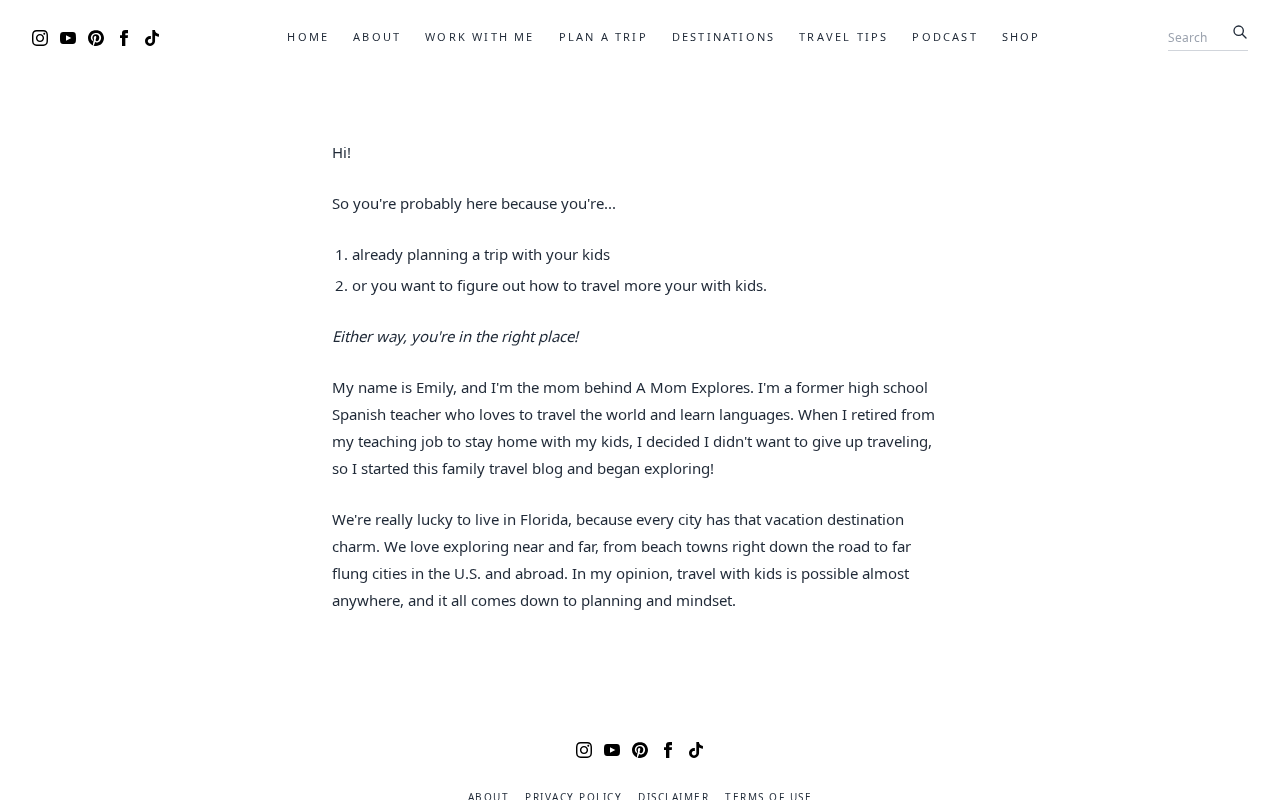 HOME ABOUT WORK WITH ME PLAN A TRIP DESTINATIONS TRAVEL TIPS PODCAST SHOP Search
Hi!
So you're probably here because you're...
1. already planning a trip with your kids
2. or you want to figure out how to travel more your with kids.
Either way, you're in the right place!
My name is Emily, and I'm the mom behind A Mom Explores. I'm a former high school
Spanish teacher who loves to travel the world and learn languages. When I retired from
my teaching job to stay home with my kids, I decided I didn't want to give up traveling,
so I started this family travel blog and began exploring!
We're really lucky to live in Florida, because every city has that vacation destination
charm. We love exploring near and far, from beach towns right down the road to far
flung cities in the U.S. and abroad. In my opinion, travel with kids is possible almost
anywhere, and it all comes down to planning and mindset.
ABOUT PRIVACY POLICY DISCLAIMER TERMS OF USE